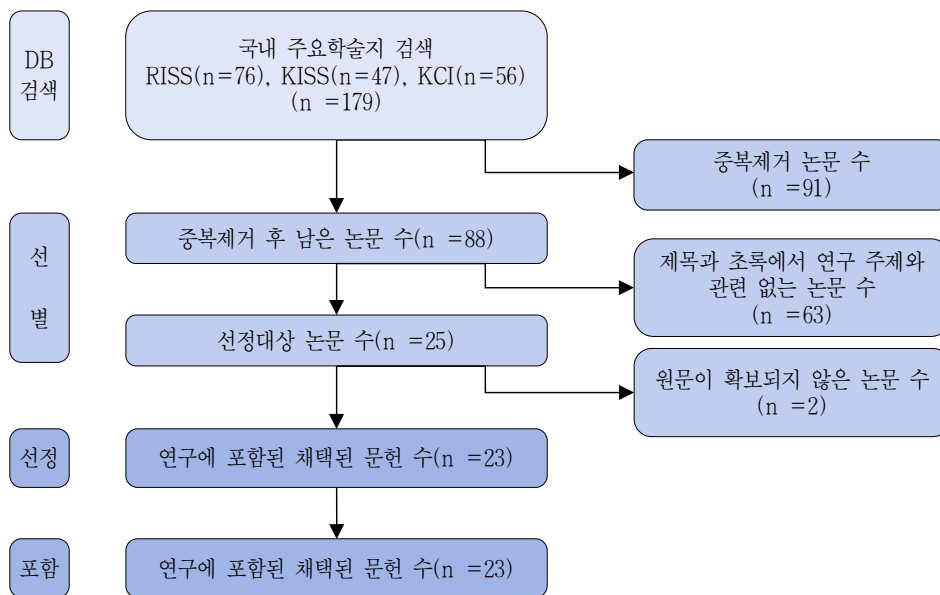 DB
검색
국내 주요학술지 검색
RISS(n=76), KISS(n=47), KCI(n=56)
(n =179)
중복제거 논문 수
(n =91)
선
별
중복제거 후 남은 논문 수(n =88)
제목과 초록에서 연구 주제와
관련 없는 논문 수
(n =63)
선정대상 논문 수(n =25)
원문이 확보되지 않은 논문 수
(n =2)
선정
연구에 포함된 채택된 문헌 수(n =23)
포함
연구에 포함된 채택된 문헌 수(n =23)